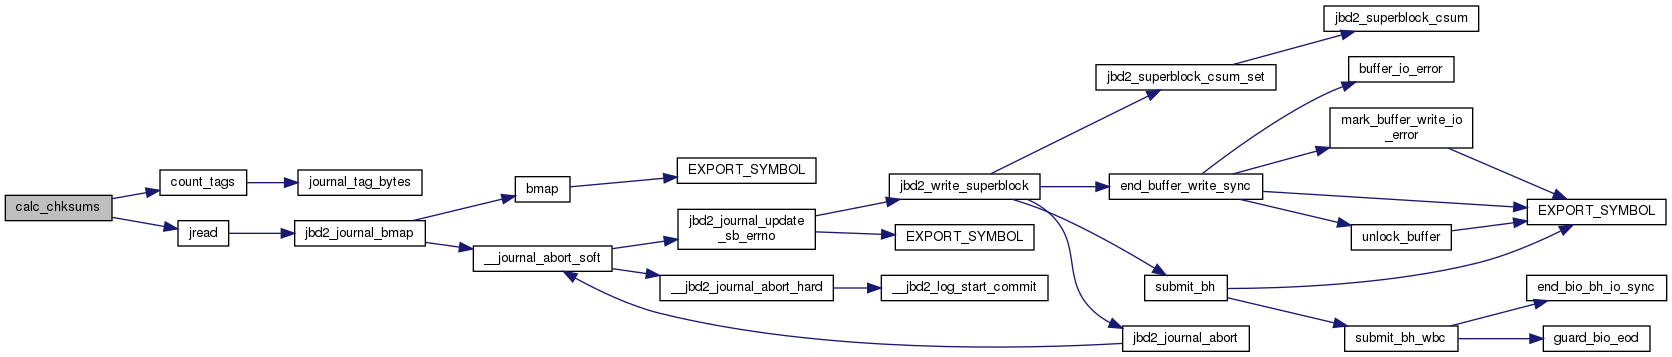 jbd2_superblock_csum
jbd2_superblock_csum_set
buffer_io_error
mark_buffer_write_io
_error
count_tags
journal_tag_bytes
bmap
EXPORT_SYMBOL
jbd2_write_superblock
end_buffer_write_sync
calc_chksums
jread
jbd2_journal_bmap
jbd2_journal_update
_sb_errno
EXPORT_SYMBOL
EXPORT_SYMBOL
unlock_buffer
__journal_abort_soft
__jbd2_journal_abort_hard
__jbd2_log_start_commit
submit_bh
end_bio_bh_io_sync
jbd2_journal_abort
submit_bh_wbc
guard_bio_eod